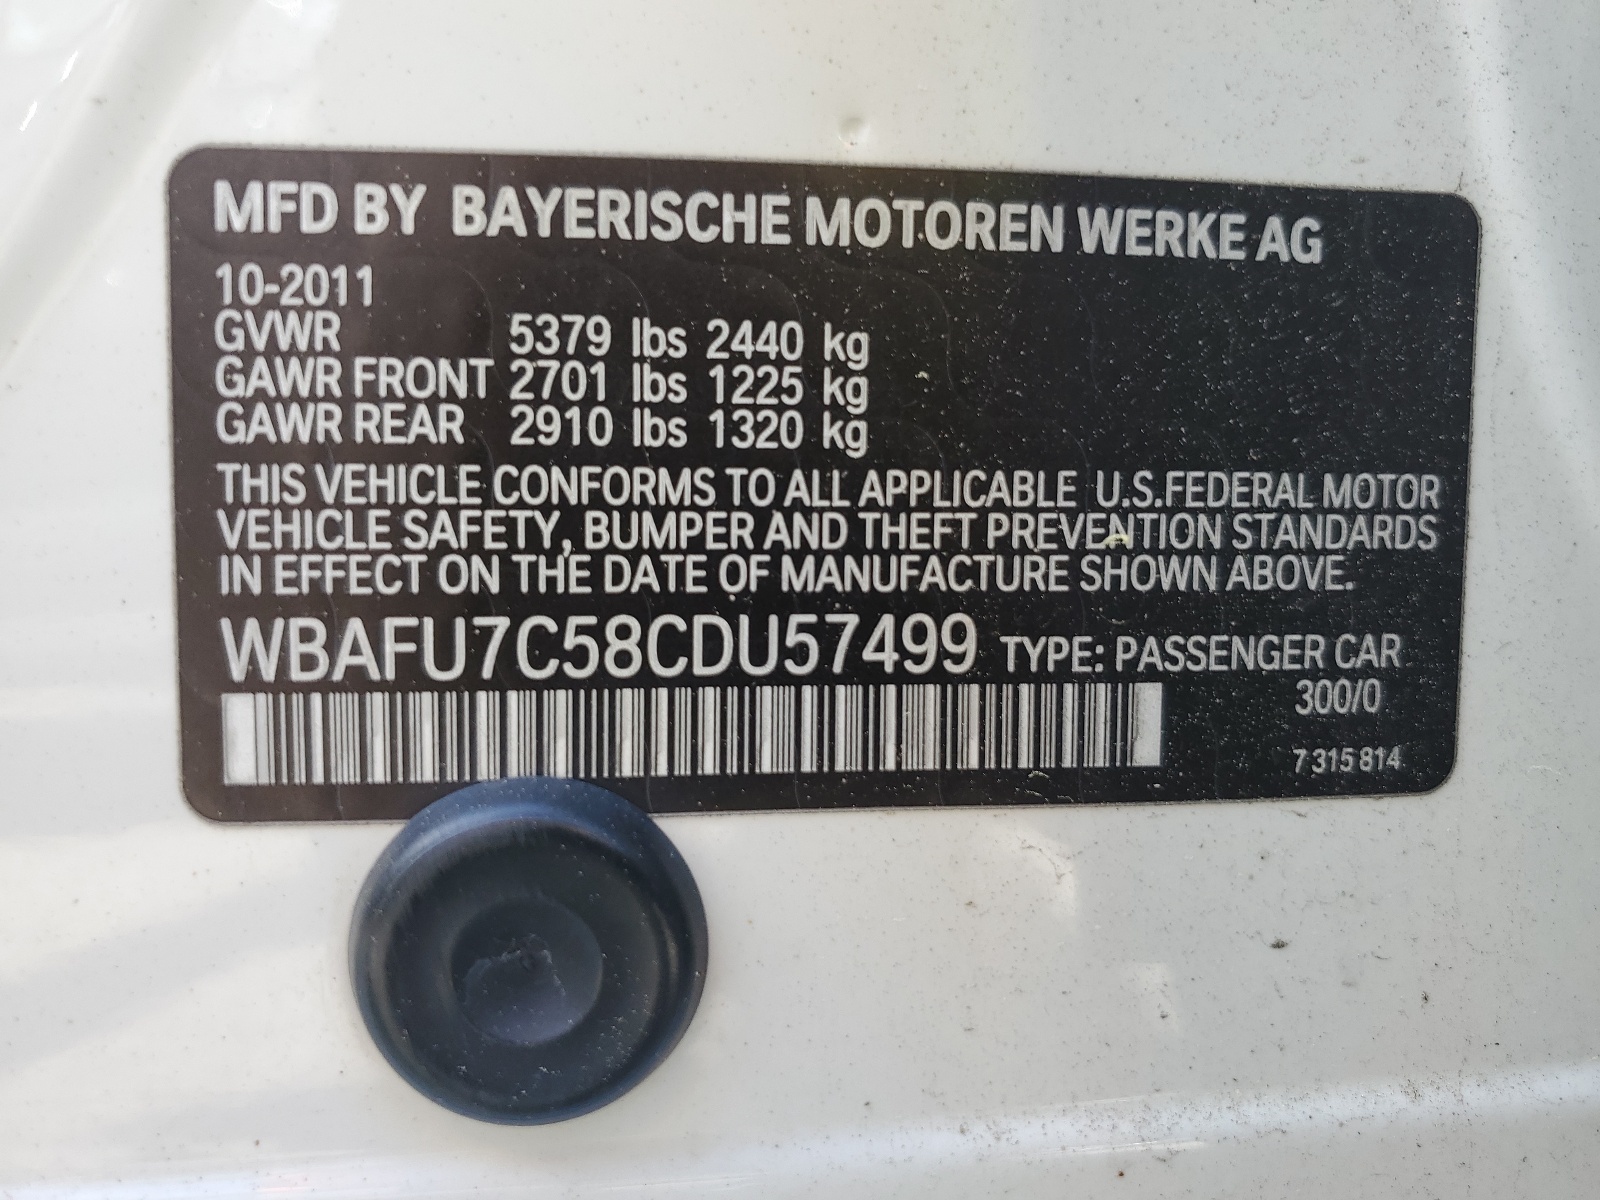 MFD BY BAYERISCHE MOTOREN WERKE AG
10-2011
GVWR 5379 lbs 2440 kg
GAWR FRONT 2701 lbs 1225 kg
GAWR REAR 2910 lbs 1320 kg
THIS VEHICLE CONFORMS TO ALL APPLICABLE U.S.FEDERAL MOTOR
VEHICLE SAFETY, BUMPER AND THEFT PREVENTION STANDARDS
IN EFFECT ON THE DATE OF MANUFACTURE SHOWN ABOVE.
WBAFU7C58CDU57499 TYPE: PASSENGER CAR
300/0
7 315 814